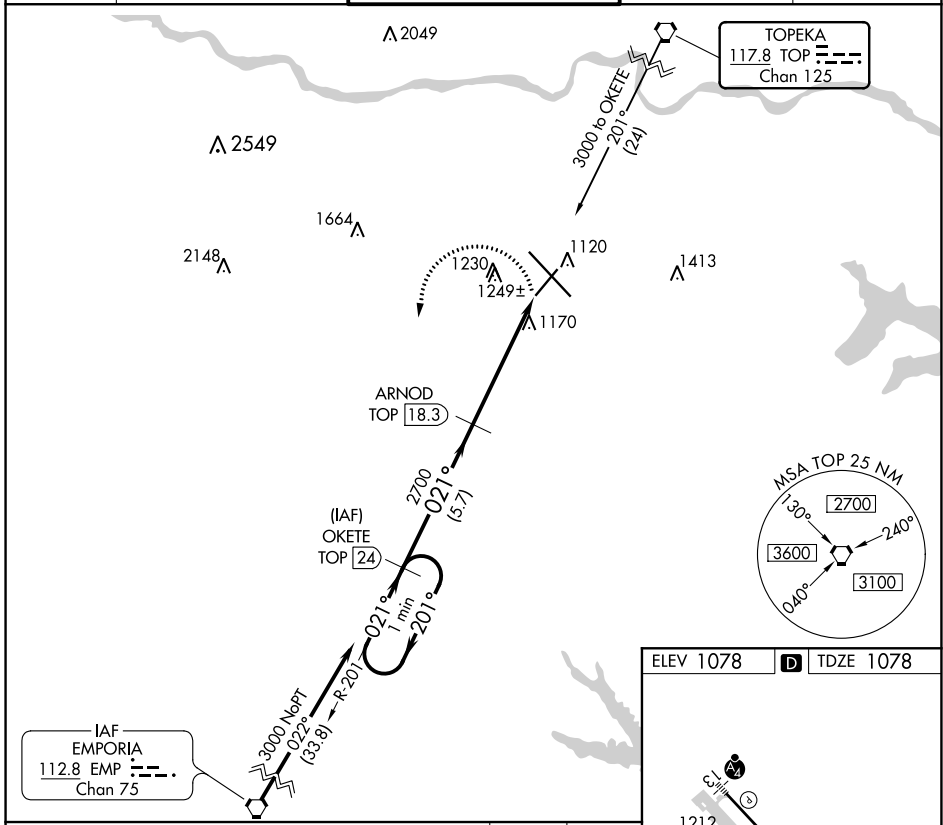 2049
TOPEKA
117.8 TOP
Chan 125
3000 to OKETE
201°
(24)
2549
1664
2148
1230
1249±
1120
1413
1170
ARNOD
TOP 18.3
2700
021°
(5.7)
MSA TOP 25 NM
130°
2700
240°
3600
040°
3100
(IAF)
OKETE
TOP 24
021°
1 min
201°
R-201
3000 NoPT
022°
(33.8)
IAF
EMPORIA
112.8 EMP
Chan 75
ELEV 1078
D
TDZE 1078
A4
13
P
1212